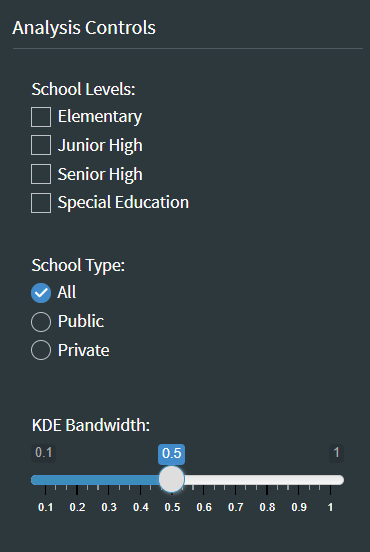 Analysis Controls
School Levels:
Elementary
Junior High
Senior High
Special Education
School Type:
All
Public
Private
KDE Bandwidth:
0.1 0.5 1
0.1 0.2 0.3 0.4 0.5 0.6 0.7 0.8 0.9 1